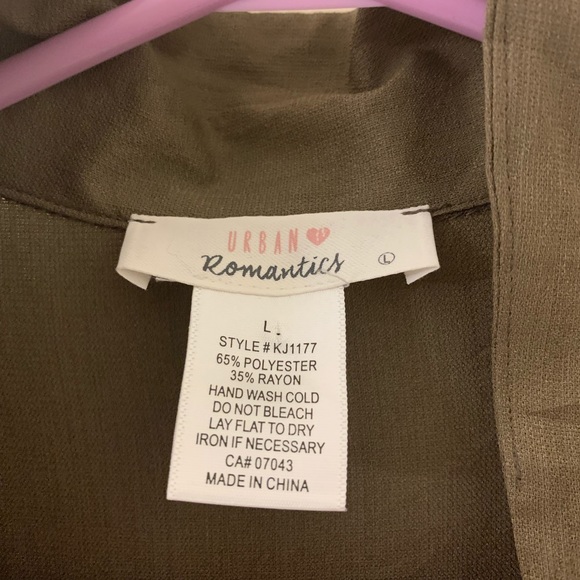 URBAN
Romantics
L
L
STYLE # KJ1177
65% POLYESTER
35% RAYON
HAND WASH COLD
DO NOT BLEACH
LAY FLAT TO DRY
IRON IF NECESSARY
CA# 07043
MADE IN CHINA